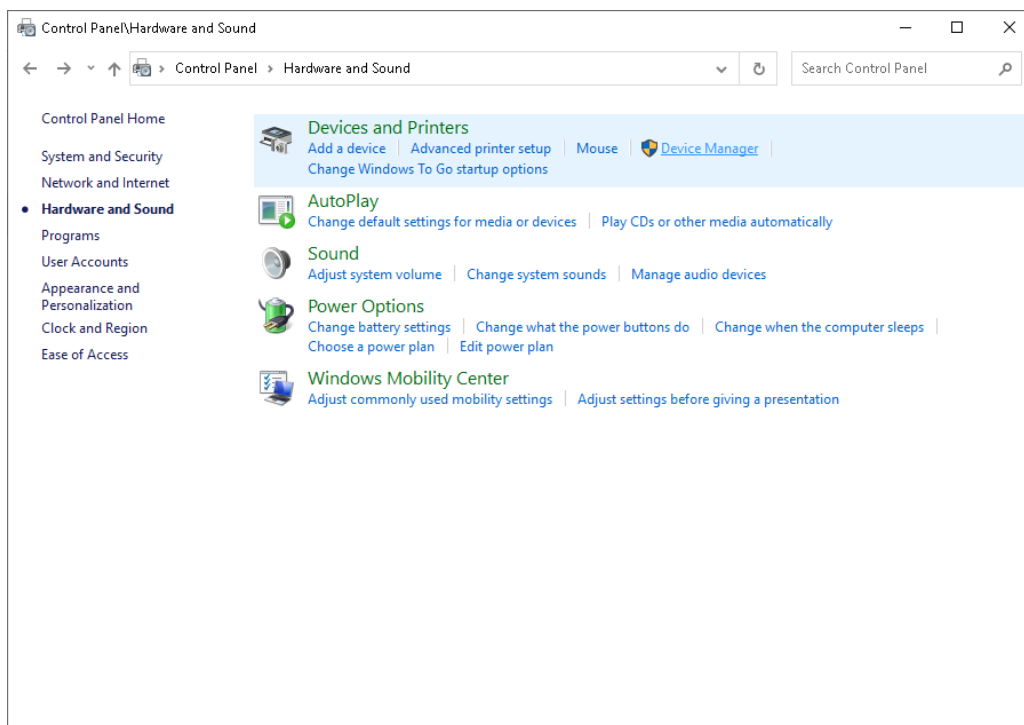 Control Panel\Hardware and Sound
Control Panel Hardware and Sound
Search Control Panel
Control Panel Home
System and Security
Network and Internet
Hardware and Sound
Programs
User Accounts
Appearance and
Personalization
Clock and Region
Ease of Access
Devices and Printers
Add a device Advanced printer setup Mouse Device Manager
Change Windows To Go startup options
AutoPlay
Change default settings for media or devices Play CDs or other media automatically
Sound
Adjust system volume Change system sounds Manage audio devices
Power Options
Change battery settings Change what the power buttons do Change when the computer sleeps
Choose a power plan Edit power plan
Windows Mobility Center
Adjust commonly used mobility settings Adjust settings before giving a presentation